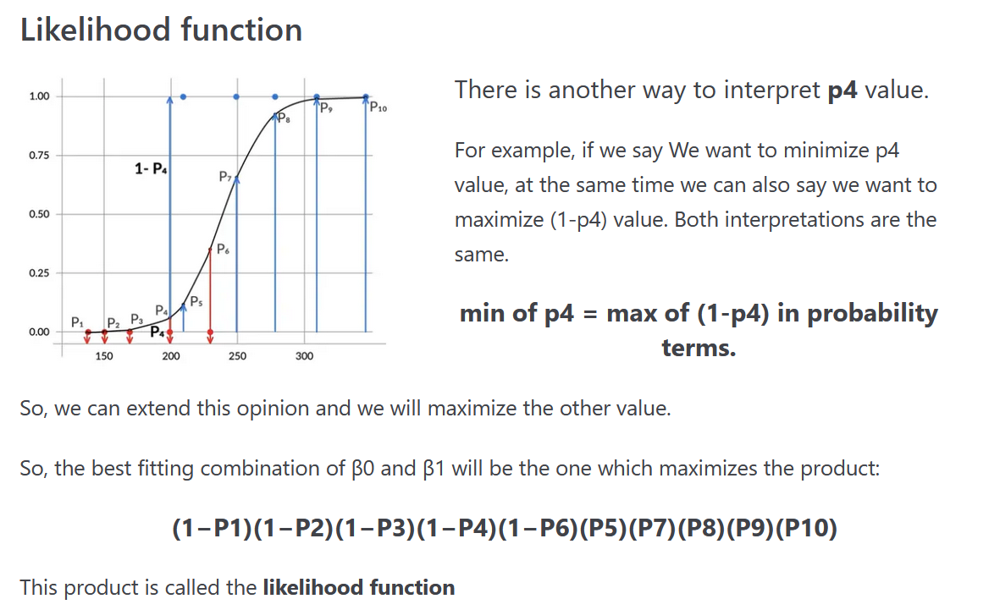 Likelihood function
1.00
0.75
0.50
0.25
0.00
150
200
250
300
1- P₄
P₁
P₂
P₃
P₄
P₄
P₅
P₆
P₇
P₈
P₉
P₁₀
There is another way to interpret p4 value.
For example, if we say We want to minimize p4
value, at the same time we can also say we want to
maximize (1-p4) value. Both interpretations are the
same.
min of p4 = max of (1-p4) in probability
terms.
So, we can extend this opinion and we will maximize the other value.
So, the best fitting combination of β0 and β1 will be the one which maximizes the product:
(1−P1)(1−P2)(1−P3)(1−P4)(1−P6)(P5)(P7)(P8)(P9)(P10)
This product is called the likelihood function